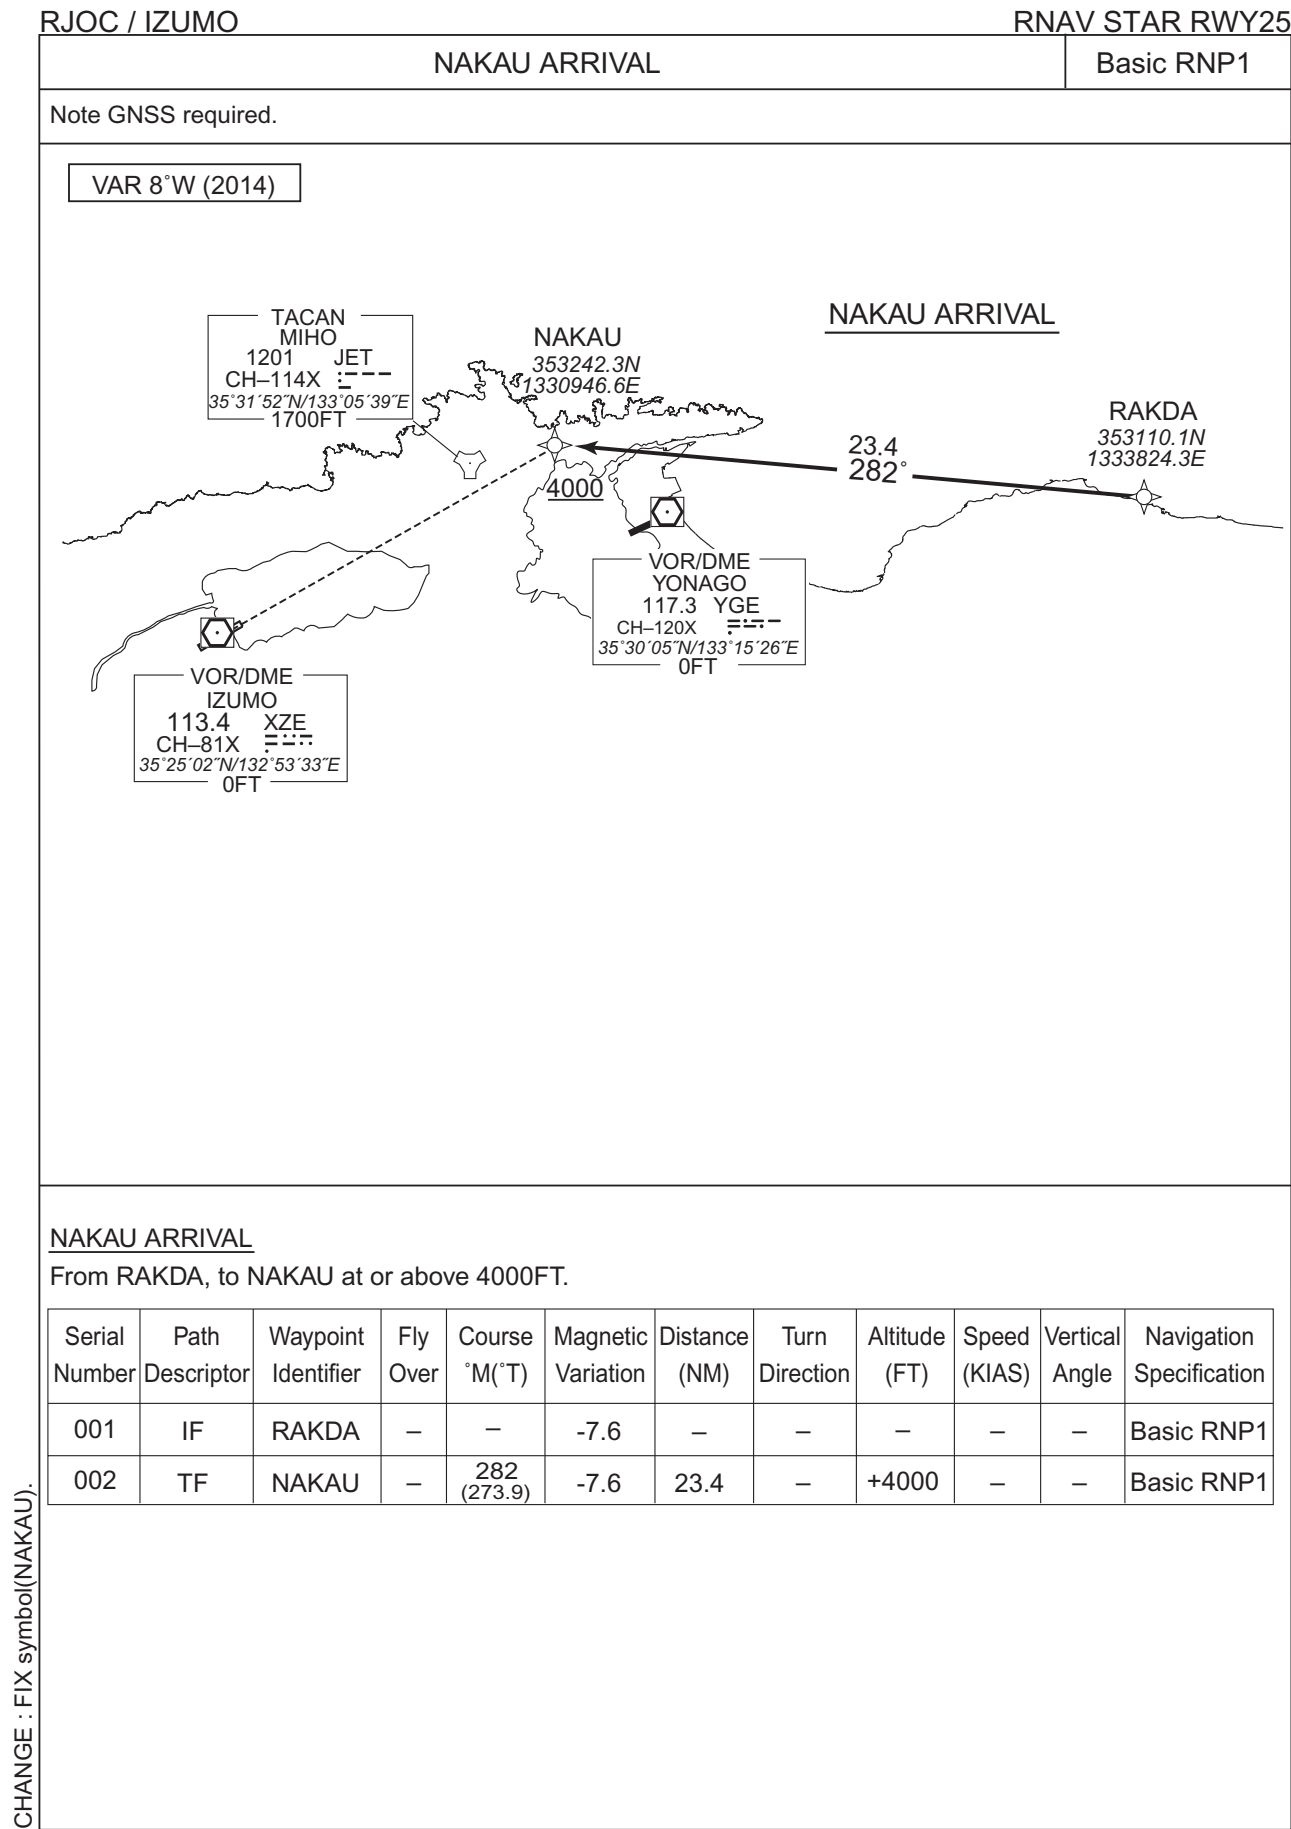 RJOC / IZUMO
RNAV STAR RWY25
NAKAU ARRIVAL
Basic RNP1
Note GNSS required.
VAR 8˚W (2014)
NAKAU ARRIVAL
TACAN
MIHO
1201 JET
CH–114X
35˚31´52˝N/133˚05´39˝E
1700FT
NAKAU
353242.3N
1330946.6E
4000
23.4
282˚
RAKDA
353110.1N
1333824.3E
VOR/DME
YONAGO
117.3 YGE
CH–120X
35˚30´05˝N/133˚15´26˝E
0FT
VOR/DME
IZUMO
113.4 XZE
CH–81X
35˚25´02˝N/132˚53´33˝E
0FT
NAKAU ARRIVAL
From RAKDA, to NAKAU at or above 4000FT.
Serial Number Path Descriptor Waypoint Identifier Fly Over Course ˚M(˚T) Magnetic Variation Distance (NM) Turn Direction Altitude (FT) Speed (KIAS) Vertical Angle Navigation Specification
001 IF RAKDA – – -7.6 – – – – – Basic RNP1
002 TF NAKAU – 282 (273.9) -7.6 23.4 – +4000 – – Basic RNP1
CHANGE : FIX symbol(NAKAU).